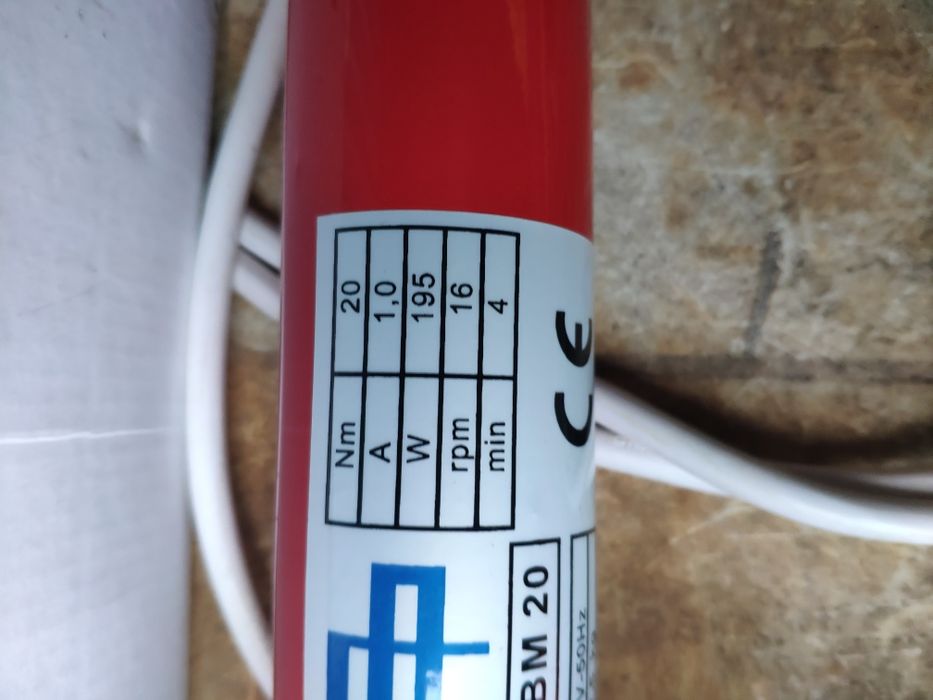 Nm 20
A 1,0
W 195
rpm 16
min 4
CE
BM 20
V-50Hz